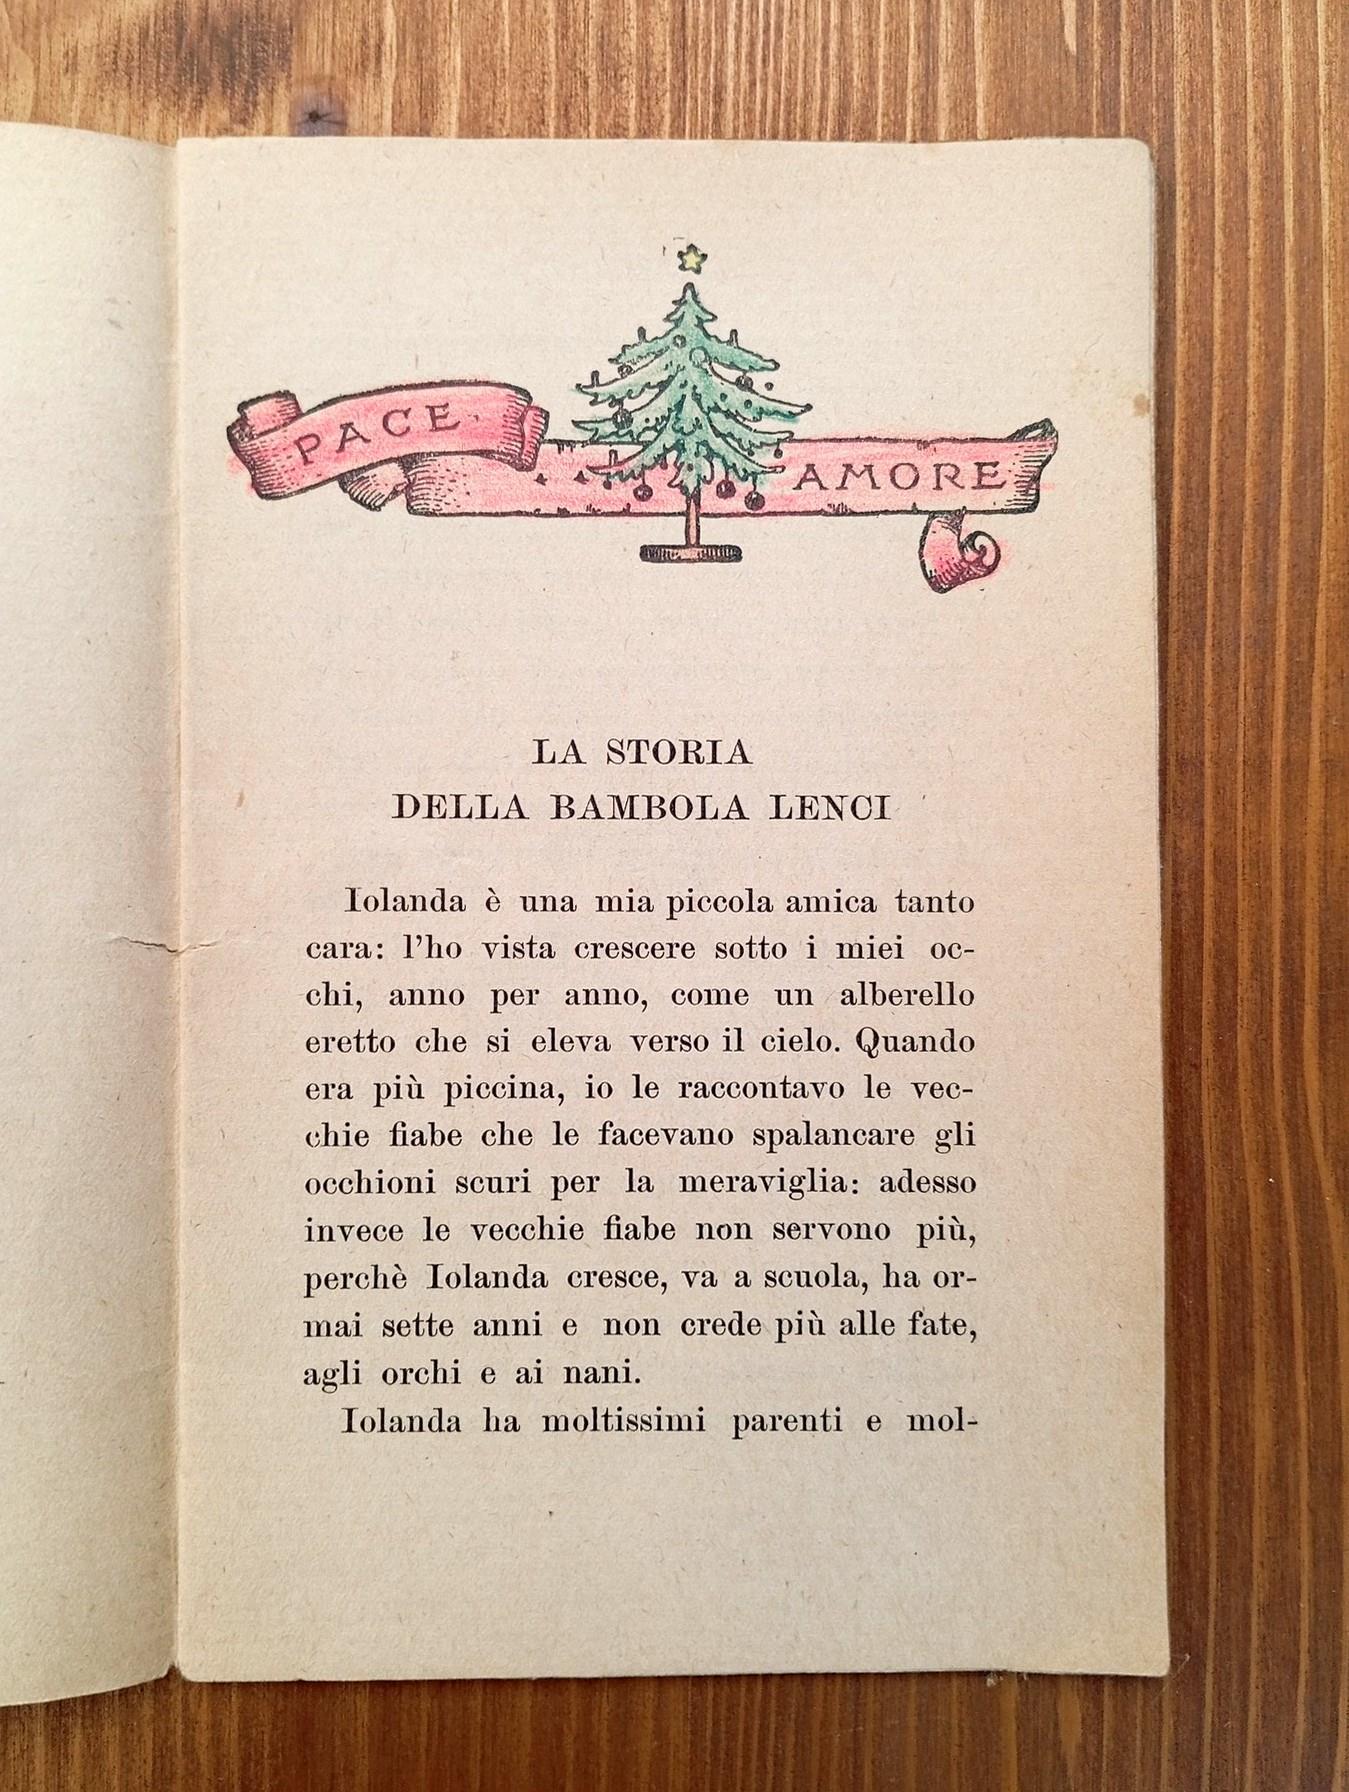 PACE
AMORE
LA STORIA
DELLA BAMBOLA LENCI
Iolanda è una mia piccola amica tanto
cara: l'ho vista crescere sotto i miei oc-
chi, anno per anno, come un alberello
eretto che si eleva verso il cielo. Quando
era più piccina, io le raccontavo le vec-
chie fiabe che le facevano spalancare gli
occhioni scuri per la meraviglia: adesso
invece le vecchie fiabe non servono più,
perchè Iolanda cresce, va a scuola, ha or-
mai sette anni e non crede più alle fate,
agli orchi e ai nani.
Iolanda ha moltissimi parenti e mol-